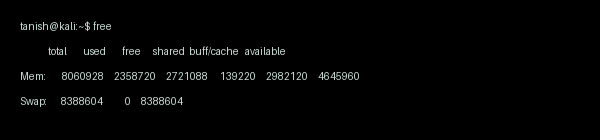 tanish@kali:~$ free
total used free shared buff/cache available
Mem: 8060928 2358720 2721088 139220 2982120 4645960
Swap: 8388604 0 8388604